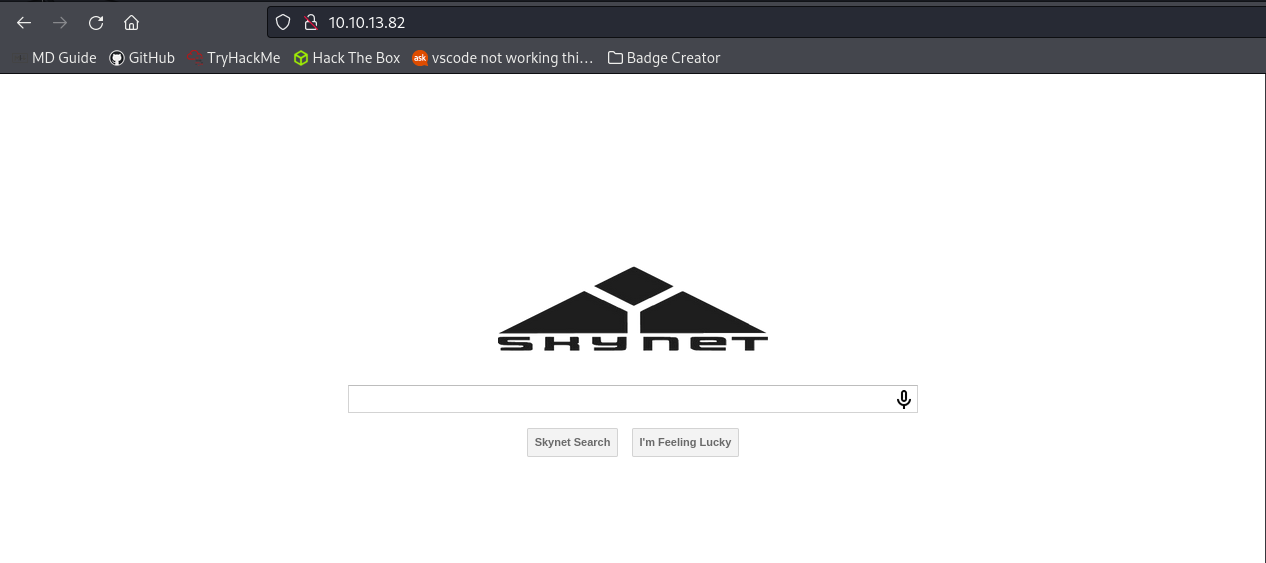 10.10.13.82
MD Guide GitHub TryHackMe Hack The Box ask vscode not working thi... Badge Creator
SKYNET
Skynet Search I'm Feeling Lucky